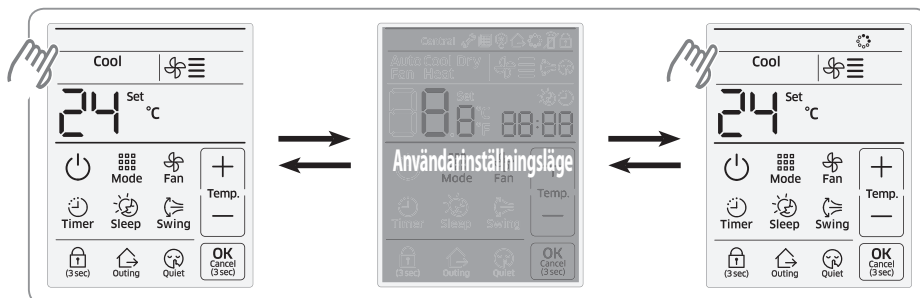 Cool
24 Set °C
Mode Fan
Temp.
Timer Sleep Swing
(3 sec) Outing Quiet OK
Cancel
(3 sec)
Central
Auto Cool Dry
Fan Heat
Set
88 88:88
Användarinställningsläge
Mode Fan
Temp.
Timer Sleep Swing
(3 sec) Outing Quiet OK
Cancel
(3 sec)
Cool
24 Set °C
Mode Fan
Temp.
Timer Sleep Swing
(3 sec) Outing Quiet OK
Cancel
(3 sec)